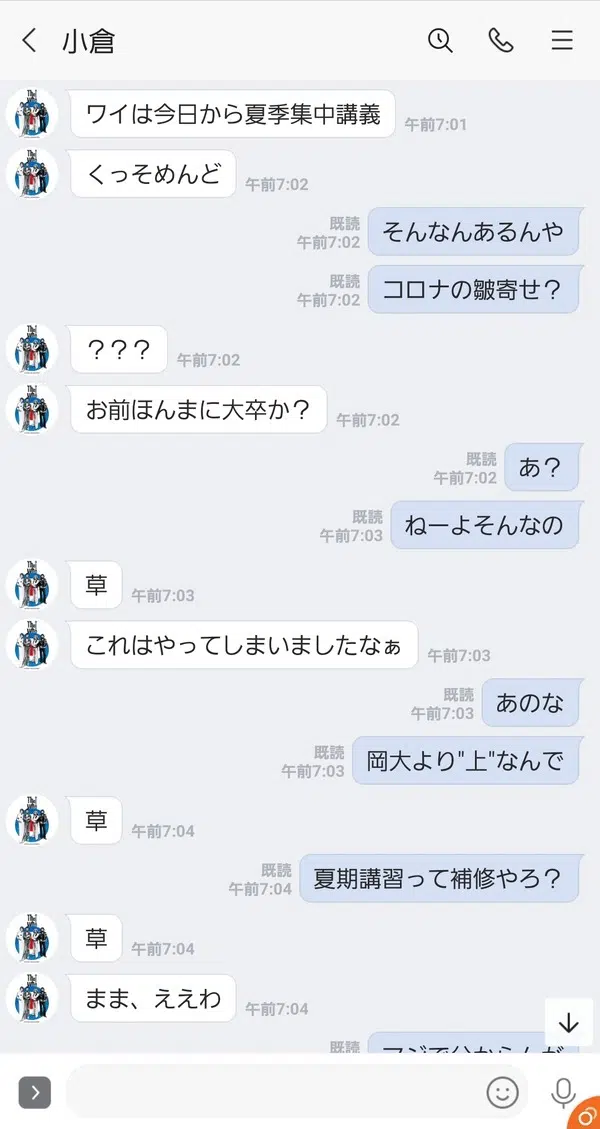 小倉
ワイは今日から夏季集中講義
午前7:01
くっそめんど
午前7:02
既読
午前7:02
そんなんあるんや
既読
午前7:02
コロナの皺寄せ？
？？？
午前7:02
お前ほんまに大卒か？
午前7:02
既読
午前7:02
あ？
既読
午前7:03
ねーよそんなの
草
午前7:03
これはやってしまいましたなぁ
午前7:03
既読
午前7:03
あのな
既読
午前7:03
岡大より"上"なんで
草
午前7:04
既読
午前7:04
夏期講習って補修やろ？
草
午前7:04
まま、ええわ
午前7:04
既読
マジで分からんが